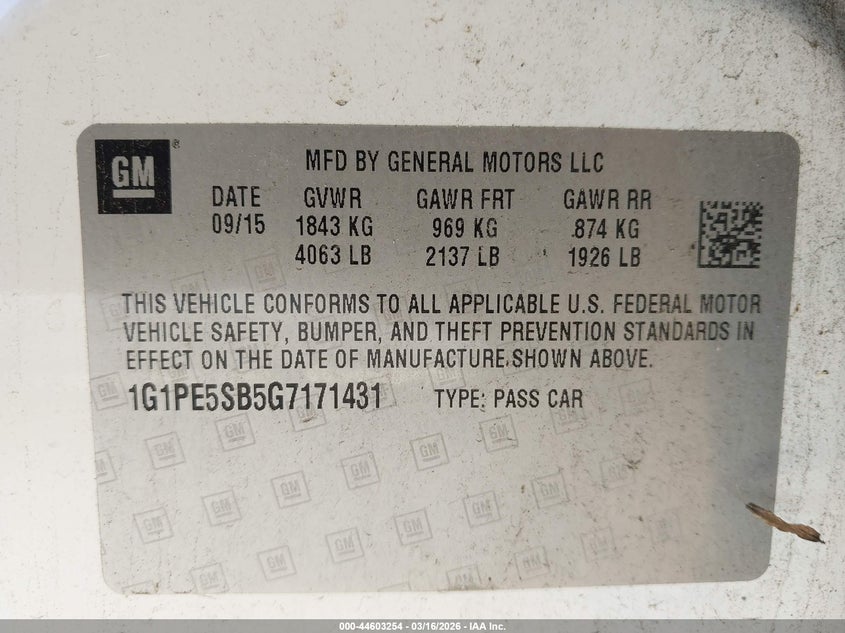 GM
MFD BY GENERAL MOTORS LLC
DATE GVWR GAWR FRT GAWR RR
09/15 1843 KG 969 KG 874 KG
4063 LB 2137 LB 1926 LB
THIS VEHICLE CONFORMS TO ALL APPLICABLE U.S. FEDERAL MOTOR
VEHICLE SAFETY, BUMPER, AND THEFT PREVENTION STANDARDS IN
EFFECT ON THE DATE OF MANUFACTURE SHOWN ABOVE.
1G1PE5SB5G7171431 TYPE: PASS CAR
000-44603254 - 03/16/2026 - IAA Inc.